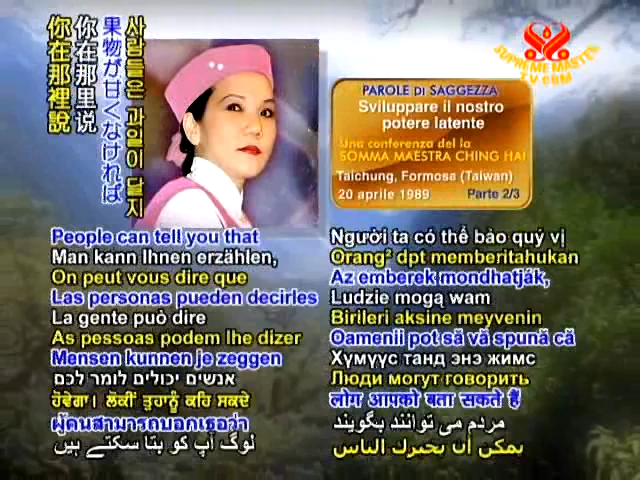 你在那裡說
你在那里说
果物が甘くなければ
사람들은 과일이 달지
SUPREME MASTER
TV.COM
PAROLE DI SAGGEZZA
Sviluppare il nostro
potere latente
Una conferenza del la
SOMMA MAESTRA CHING HAI
Taichung, Formosa (Taiwan)
20 aprile 1989
Parte 2/3
People can tell you that
Man kann Ihnen erzählen,
On peut vous dire que
Las personas pueden decirles
La gente può dire
As pessoas podem lhe dizer
Mensen kunnen je zeggen
אנשים יכולים לומר לכם
ਹੋਵੇਗਾ। ਲੋਕੀਂ ਤੁਹਾਨੂੰ ਕਹਿ ਸਕਦੇ
ผู้คนสามารถบอกเธอว่า
لوگ آپ کو بتا سکتے ہیں
Người ta có thể bảo quý vị
Orang² dpt memberitahukan
Az emberek mondhatják,
Ludzie mogą wam
Birileri aksine meyvenin
Oamenii pot să vă spună că
Хүмүүс танд энэ жимс
Люди могут говорить
लोग आपको बता सकते हैं
مردم می توانند بگویند
يمكن أن يخبرك الناس